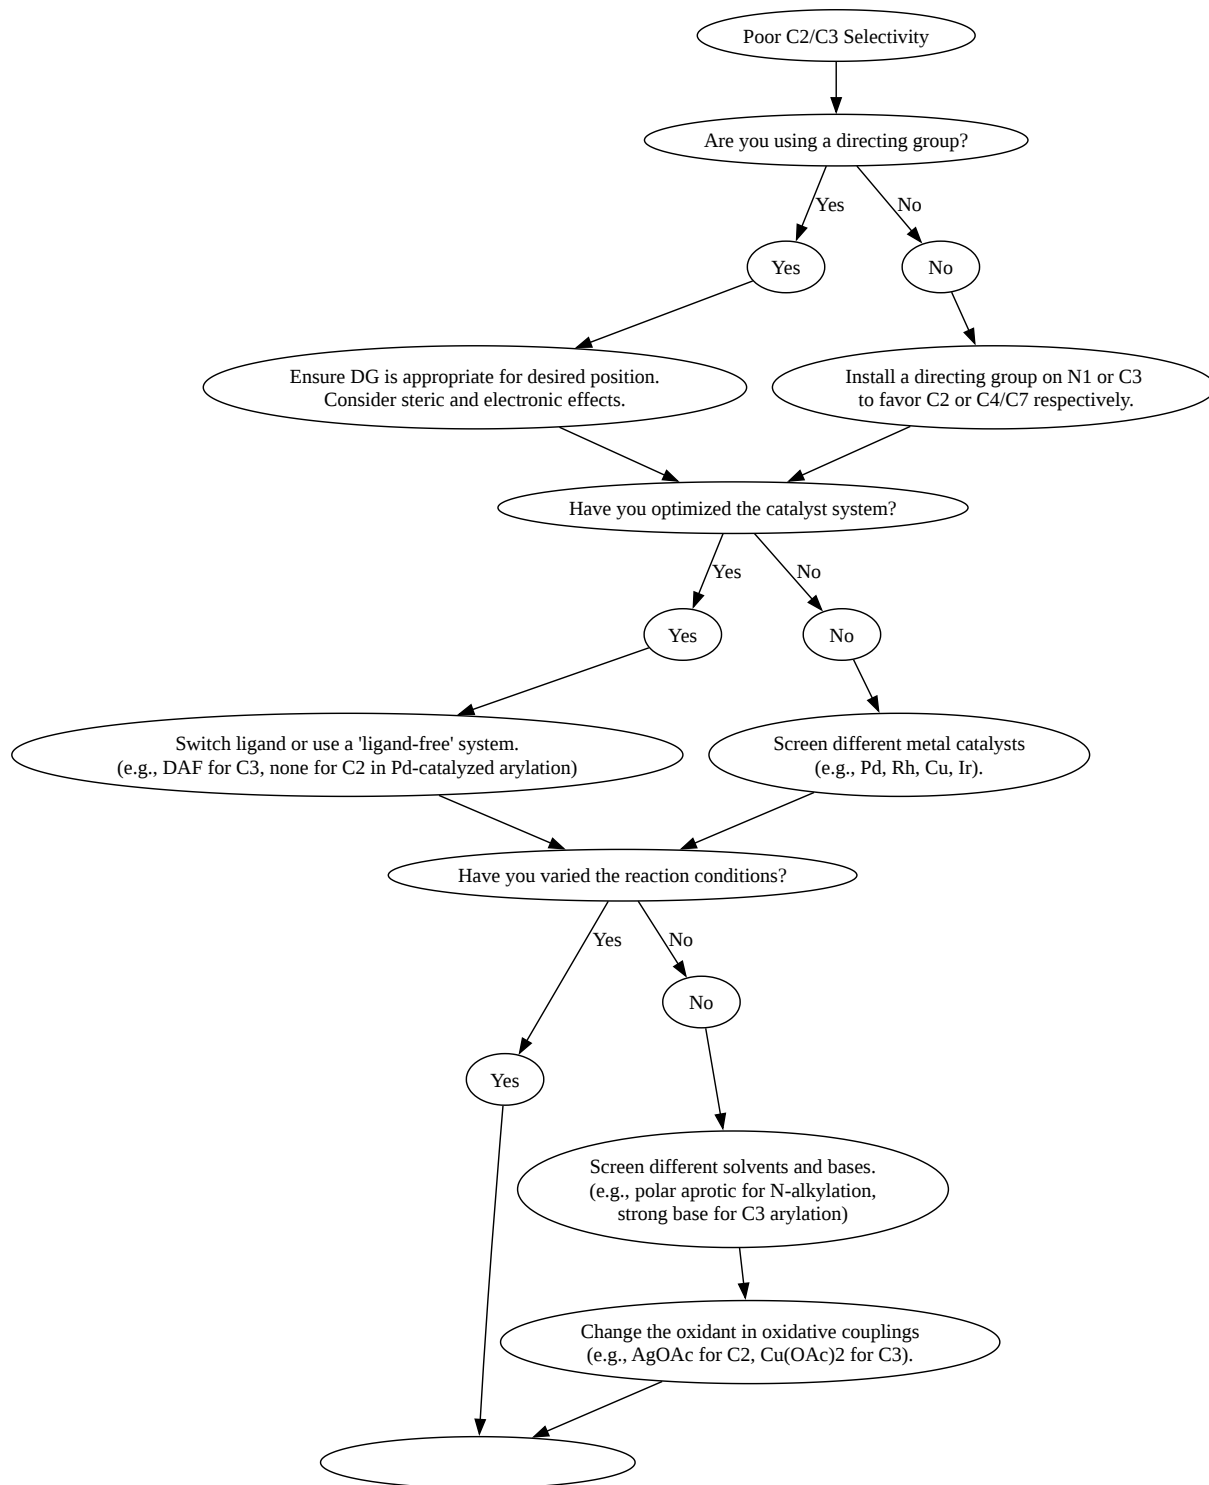 Poor C2/C3 Selectivity
Are you using a directing group?
Yes
No
Yes
No
Ensure DG is appropriate for desired position.
Consider steric and electronic effects.
Install a directing group on N1 or C3
to favor C2 or C4/C7 respectively.
Have you optimized the catalyst system?
Yes
No
Yes
No
Switch ligand or use a 'ligand-free' system.
(e.g., DAF for C3, none for C2 in Pd-catalyzed arylation)
Screen different metal catalysts
(e.g., Pd, Rh, Cu, Ir).
Have you varied the reaction conditions?
Yes
No
No
Yes
Screen different solvents and bases.
(e.g., polar aprotic for N-alkylation,
strong base for C3 arylation)
Change the oxidant in oxidative couplings
(e.g., AgOAc for C2, Cu(OAc)2 for C3).